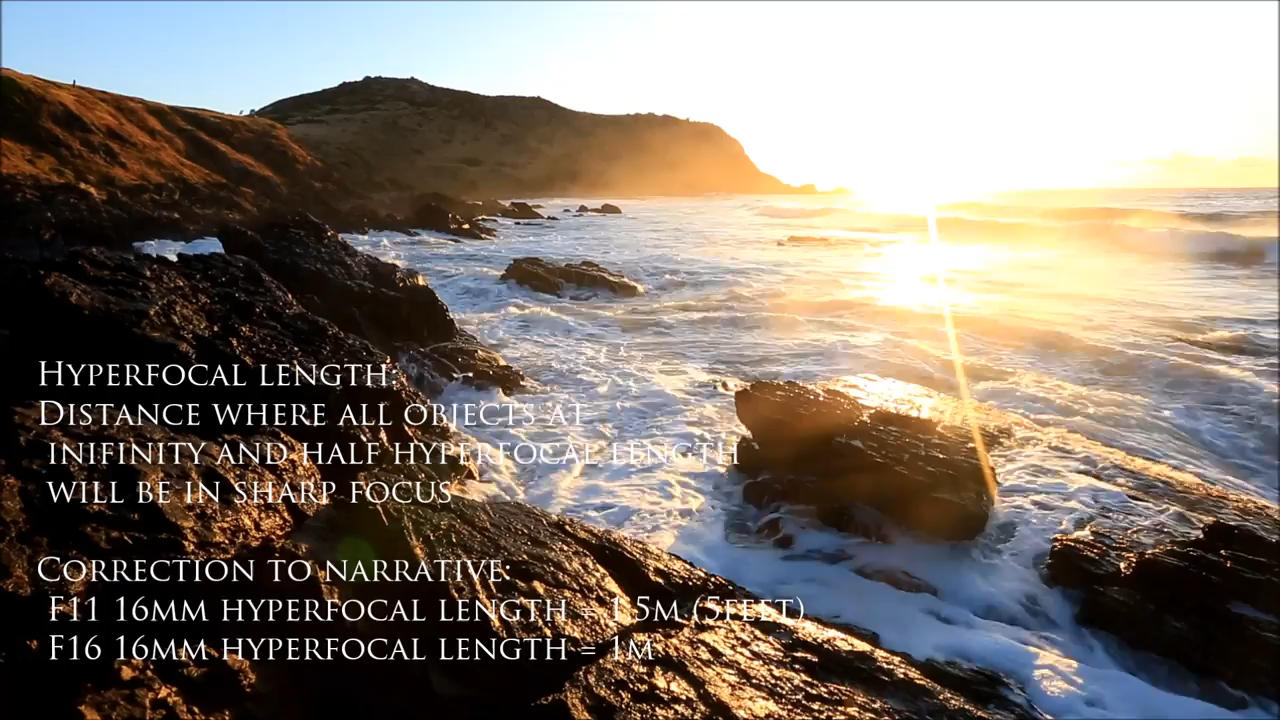 Hyperfocal length:
Distance where all objects at
inifinity and half hyperfocal length
will be in sharp focus
Correction to narrative:
F11 16mm hyperfocal length = 1.5m (5feet)
F16 16mm hyperfocal length = 1m